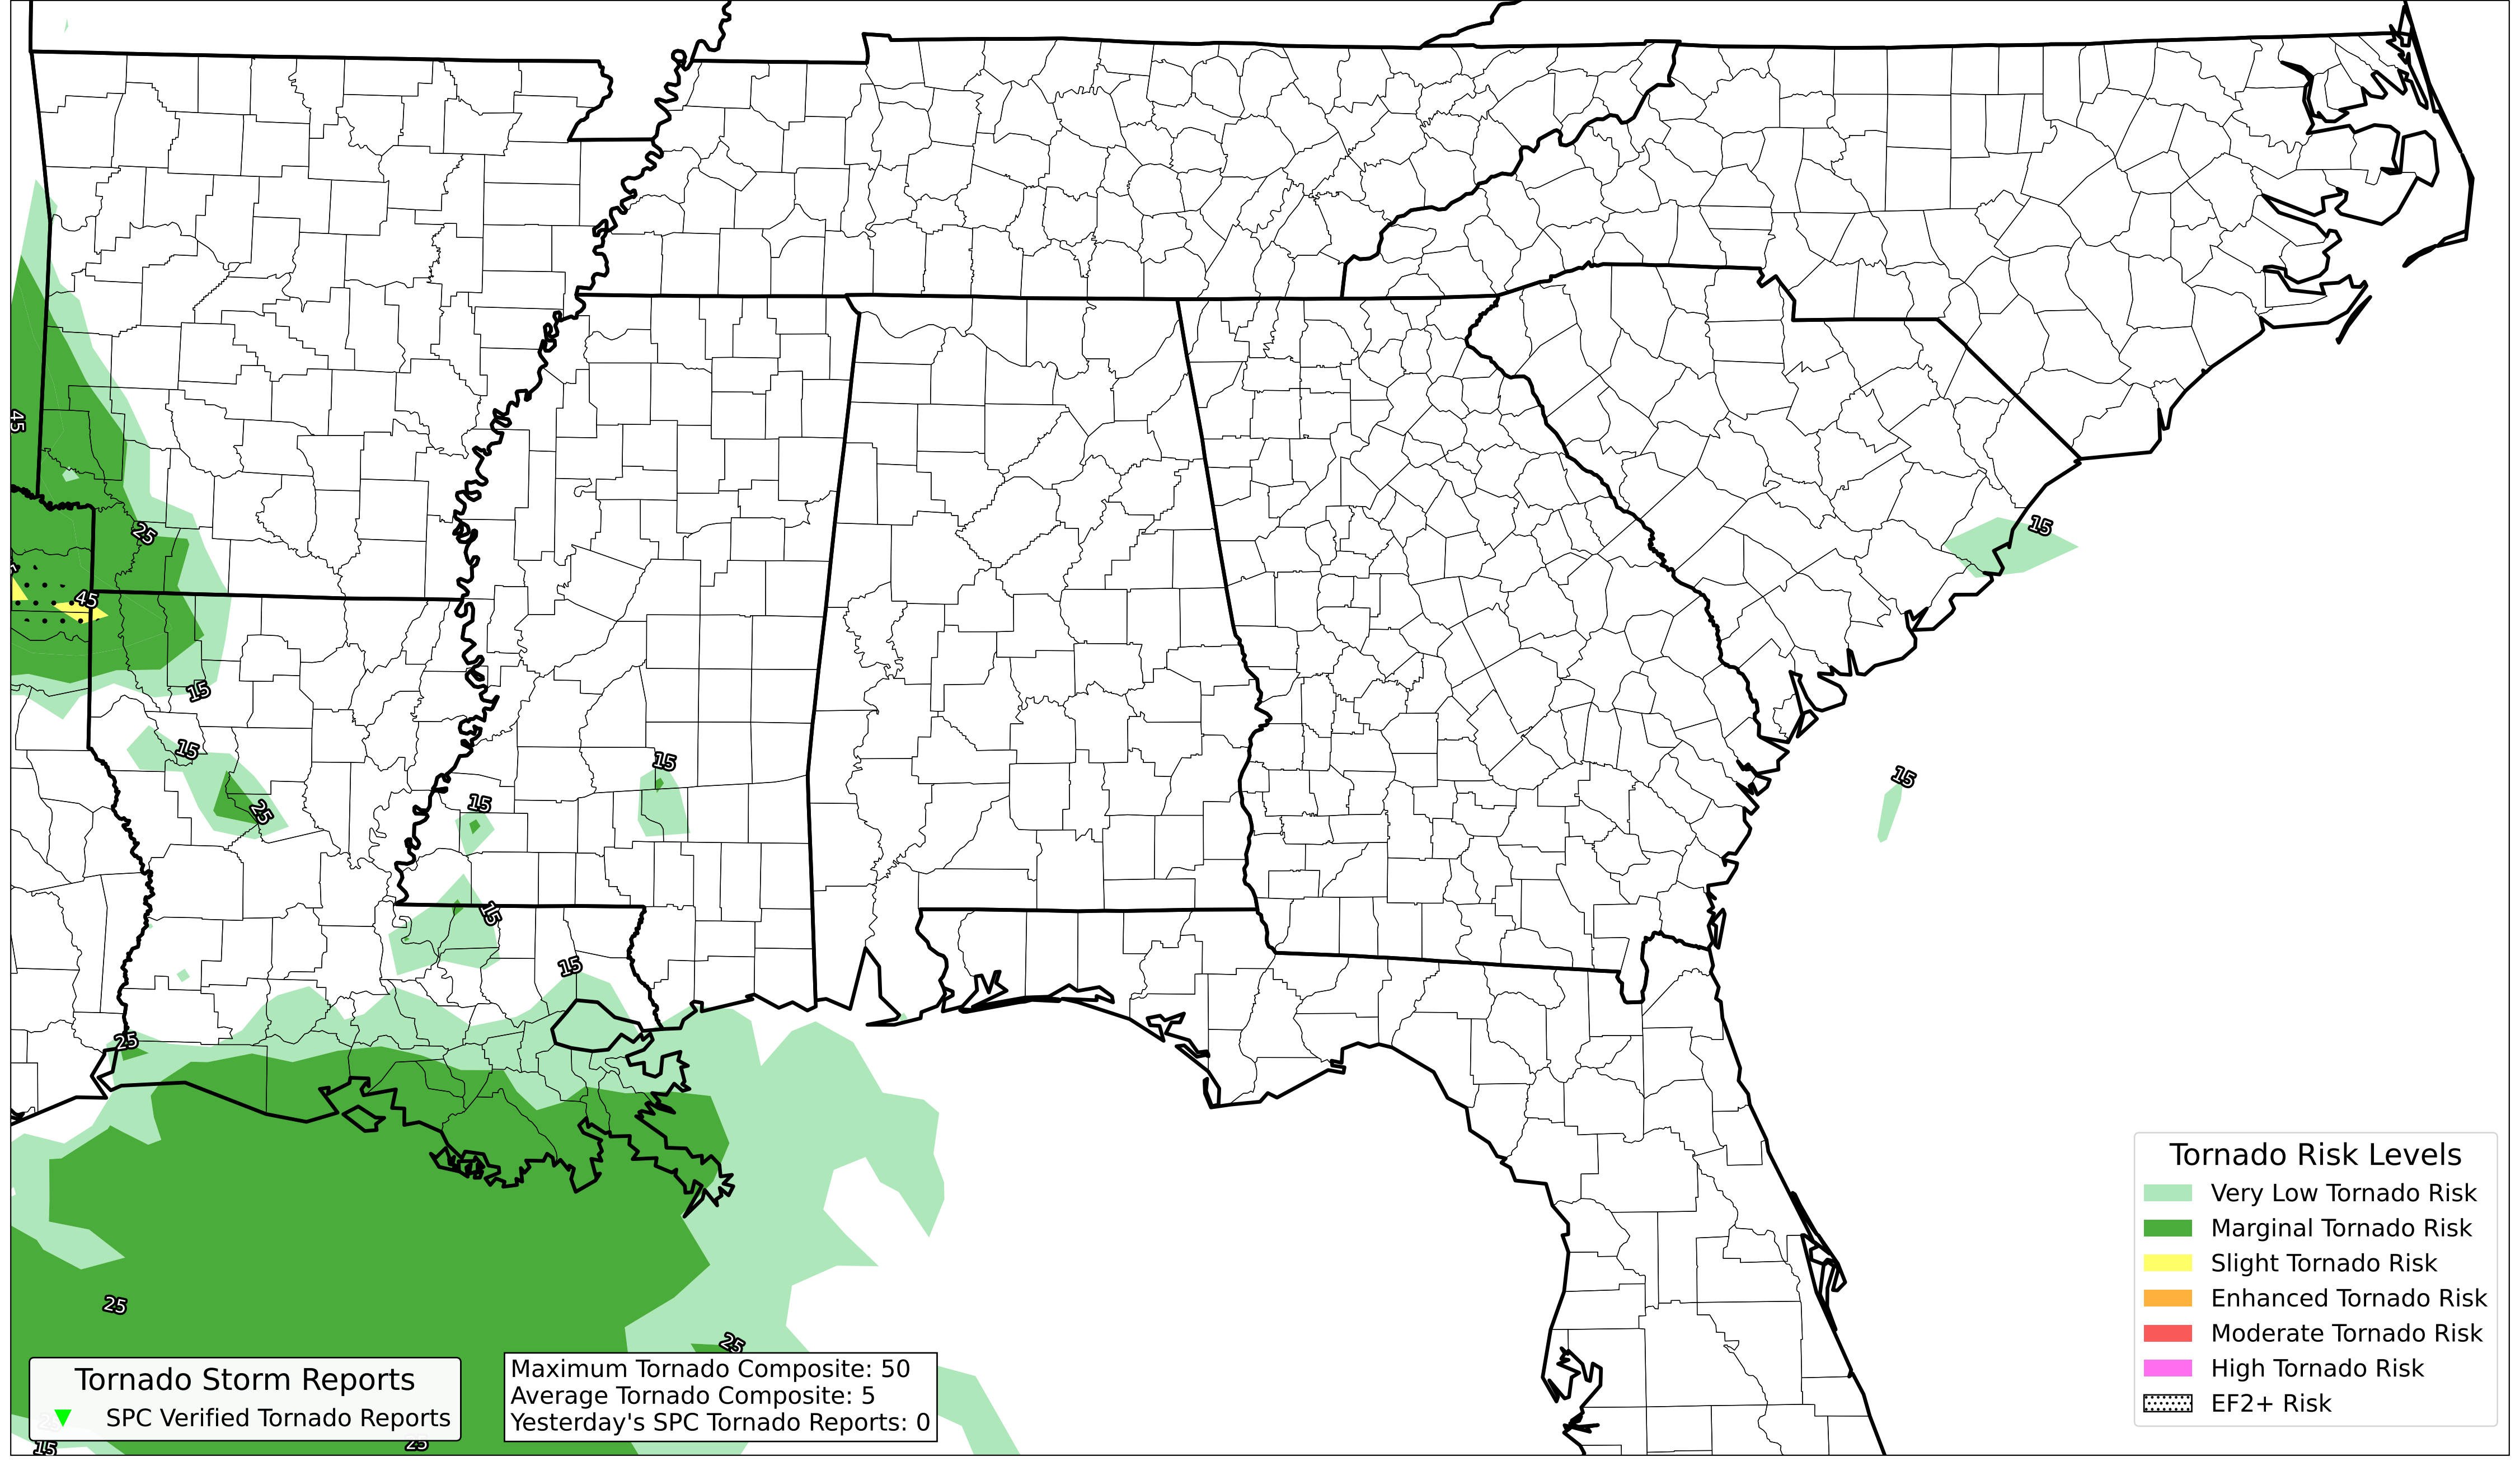 45
25
45
15
15
25
15
15
15
15
25
15
15
25
25
25
15
Tornado Storm Reports
SPC Verified Tornado Reports
Maximum Tornado Composite: 50
Average Tornado Composite: 5
Yesterday's SPC Tornado Reports: 0
Tornado Risk Levels
Very Low Tornado Risk
Marginal Tornado Risk
Slight Tornado Risk
Enhanced Tornado Risk
Moderate Tornado Risk
High Tornado Risk
EF2+ Risk